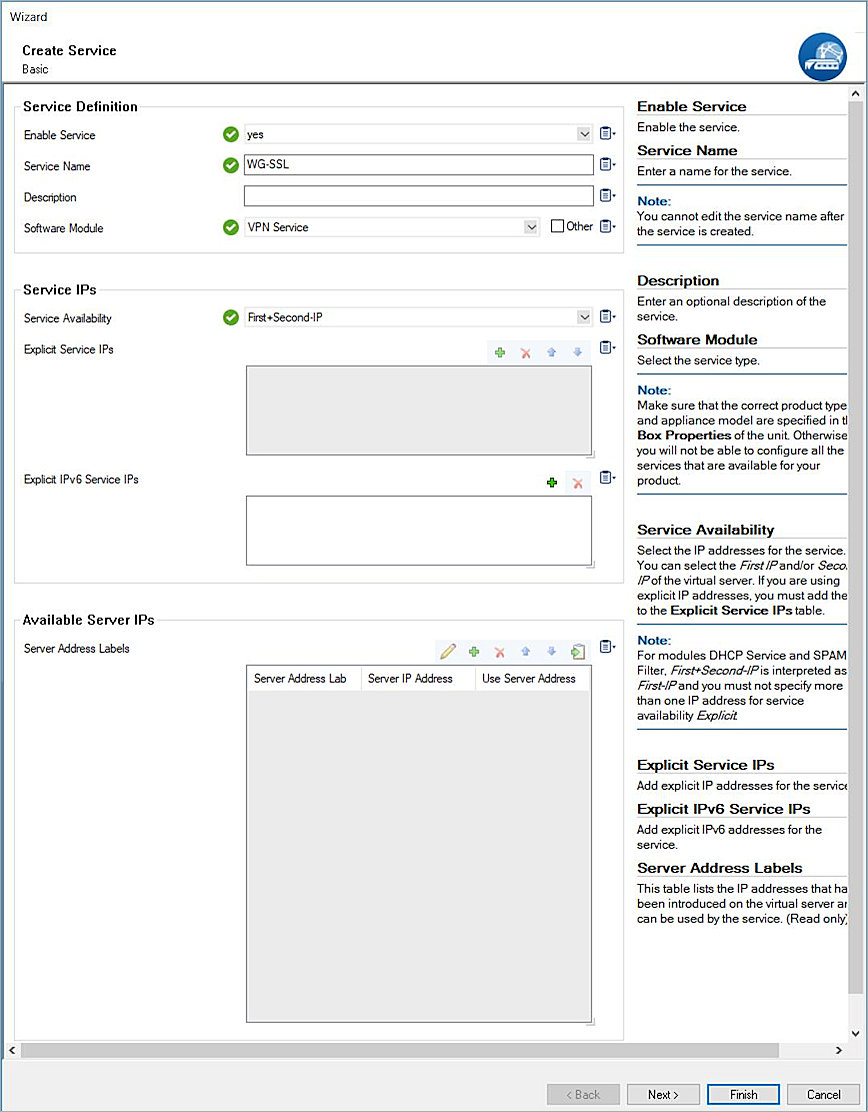 Wizard
Create Service
Basic
Service Definition
Enable Service
yes
Service Name
WG-SSL
Description
Software Module
VPN Service
Other
Service IPs
Service Availability
First+Second-IP
Explicit Service IPs
Explicit IPv6 Service IPs
Available Server IPs
Server Address Labels
Server Address Lab
Server IP Address
Use Server Address
Enable Service
Enable the service.
Service Name
Enter a name for the service.
Note:
You cannot edit the service name after
the service is created.
Description
Enter an optional description of the
service.
Software Module
Select the service type.
Note:
Make sure that the correct product type
and appliance model are specified in t
Box Properties of the unit. Otherwise
you will not be able to configure all the
services that are available for your
product.
Service Availability
Select the IP addresses for the service.
You can select the First IP and/or Seco
IP of the virtual server. If you are using
explicit IP addresses, you must add the
to the Explicit Service IPs table.
Note:
For modules DHCP Service and SPAM
Filter, First+Second-IP is interpreted as
First-IP and you must not specify more
than one IP address for service
availability Explicit.
Explicit Service IPs
Add explicit IP addresses for the service
Explicit IPv6 Service IPs
Add explicit IPv6 addresses for the
service.
Server Address Labels
This table lists the IP addresses that ha
been introduced on the virtual server ar
can be used by the service. (Read only)
< Back
Next >
Finish
Cancel